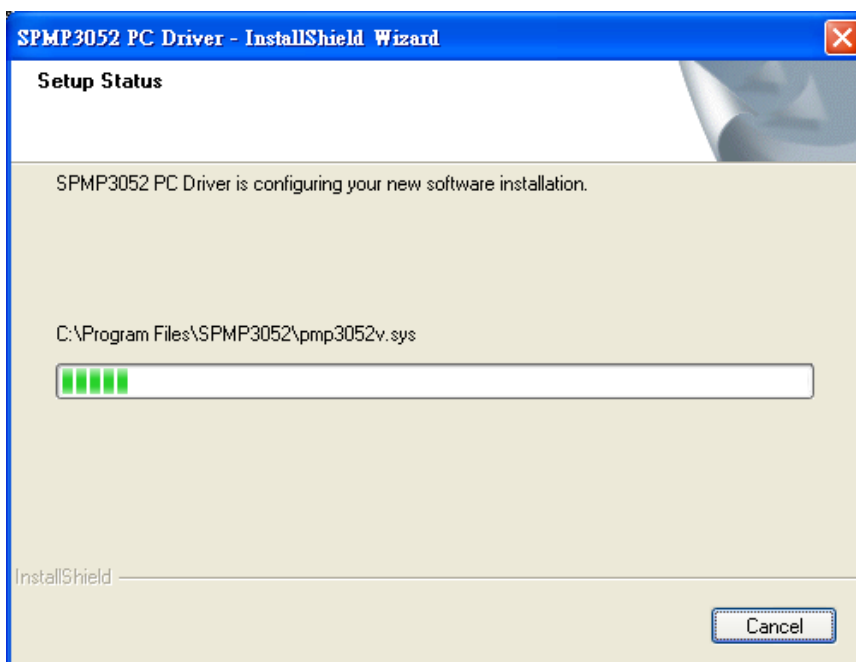 SPMP3052 PC Driver - InstallShield Wizard
Setup Status
SPMP3052 PC Driver is configuring your new software installation.
C:\Program Files\SPMP3052\pmp3052v.sys
InstallShield
Cancel